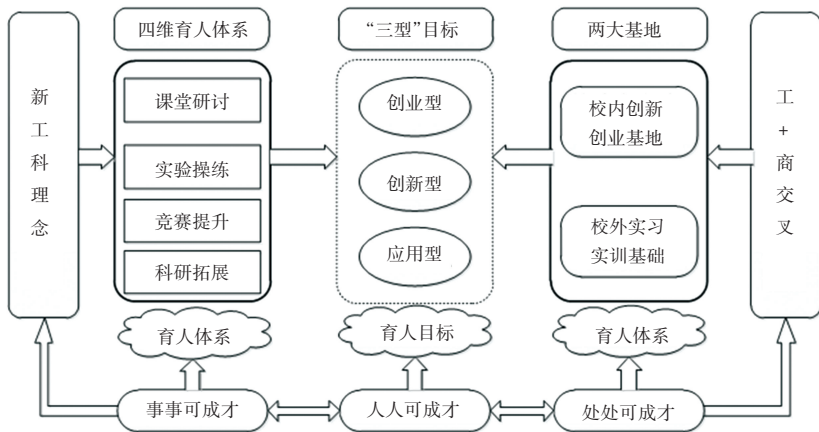 四维育人体系
“三型”目标
两大基地
新工科理念
课堂研讨
实验操练
竞赛提升
科研拓展
创业型
创新型
应用型
校内创新
创业基地
校外实习
实训基础
工+商交叉
育人体系
育人目标
育人体系
事事可成才
人人可成才
处处可成才